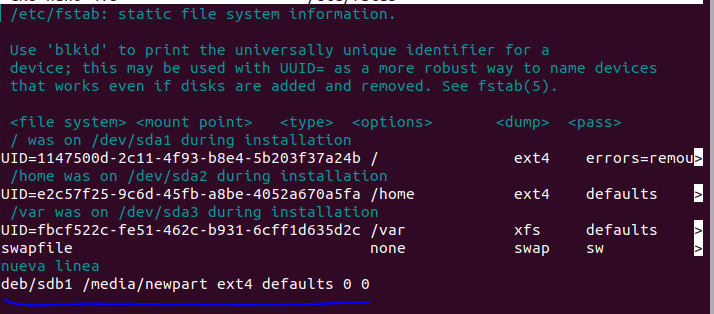 /etc/fstab: static file system information.
Use 'blkid' to print the universally unique identifier for a
device; this may be used with UUID= as a more robust way to name devices
that works even if disks are added and removed. See fstab(5).
<file system> <mount point> <type> <options> <dump> <pass>
/ was on /dev/sda1 during installation
UID=1147500d-2c11-4f93-b8e4-5b203f37a24b / ext4 errors=remou>
/home was on /dev/sda2 during installation
UID=e2c57f25-9c6d-45fb-a8be-4052a670a5fa /home ext4 defaults >
/var was on /dev/sda3 during installation
UID=fbcf522c-fe51-462c-b931-6cff1d635d2c /var xfs defaults >
swapfile none swap sw >
nueva linea
deb/sdb1 /media/newpart ext4 defaults 0 0